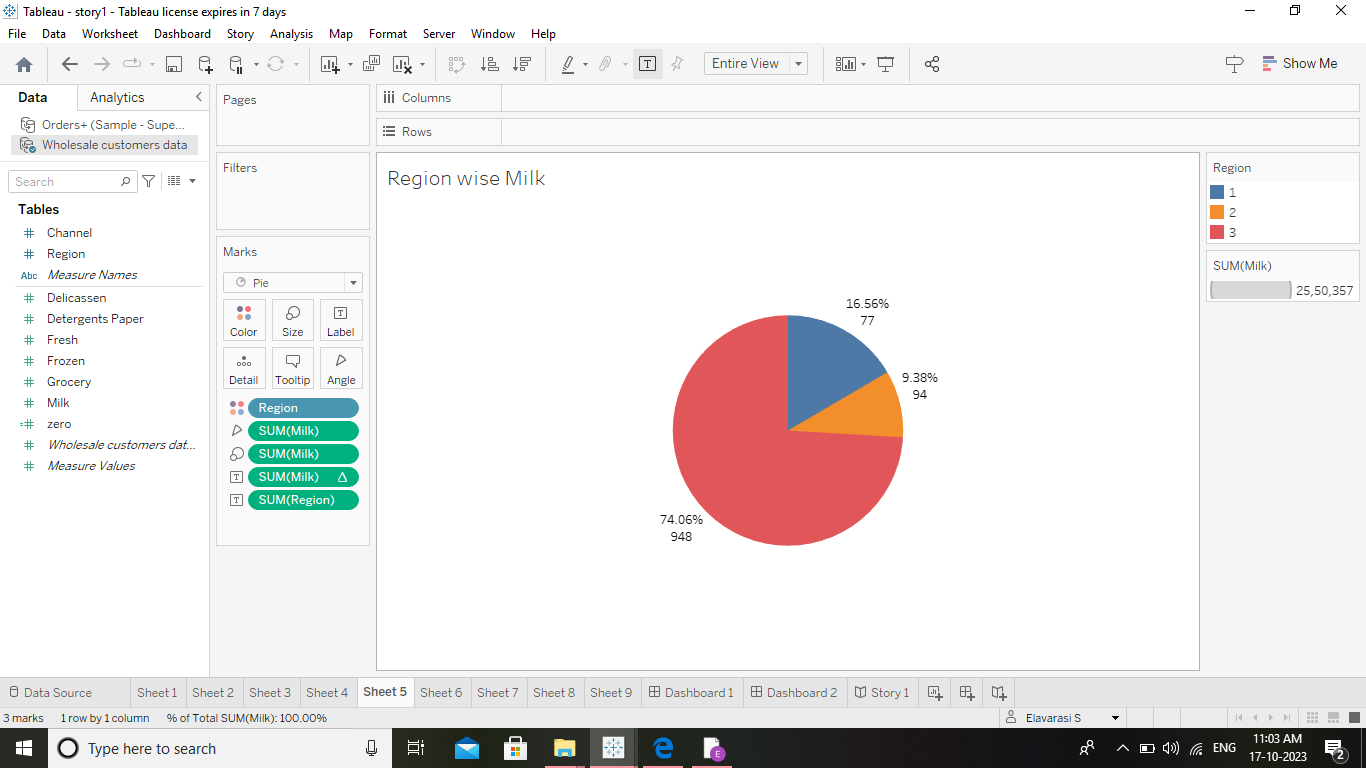 Tableau - story1 - Tableau license expires in 7 days
File Data Worksheet Dashboard Story Analysis Map Format Server Window Help
Entire View
Show Me
Data Analytics
Orders+ (Sample - Supe...
Wholesale customers data
Search
Tables
Channel
Region
Abc Measure Names
Delicassen
Detergents Paper
Fresh
Frozen
Grocery
Milk
zero
Wholesale customers dat...
Measure Values
Pages
Filters
Marks
Pie
Color Size Label
Detail Tooltip Angle
Region
SUM(Milk)
SUM(Milk)
SUM(Milk)
SUM(Region)
Columns
Rows
Region wise Milk
16.56%
77
9.38%
94
74.06%
948
Region
1
2
3
SUM(Milk)
25,50,357
Data Source Sheet 1 Sheet 2 Sheet 3 Sheet 4 Sheet 5 Sheet 6 Sheet 7 Sheet 8 Sheet 9 Dashboard 1 Dashboard 2 Story 1
3 marks 1 row by 1 column % of Total SUM(Milk): 100.00% Elavarasi S
Type here to search
E
ENG
11:03 AM
17-10-2023
2